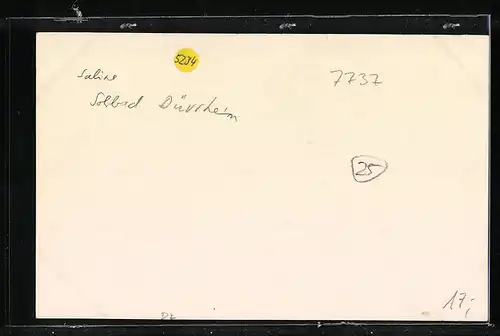 5234
7737
Saline
Solbad Dürrheim
25
17,-